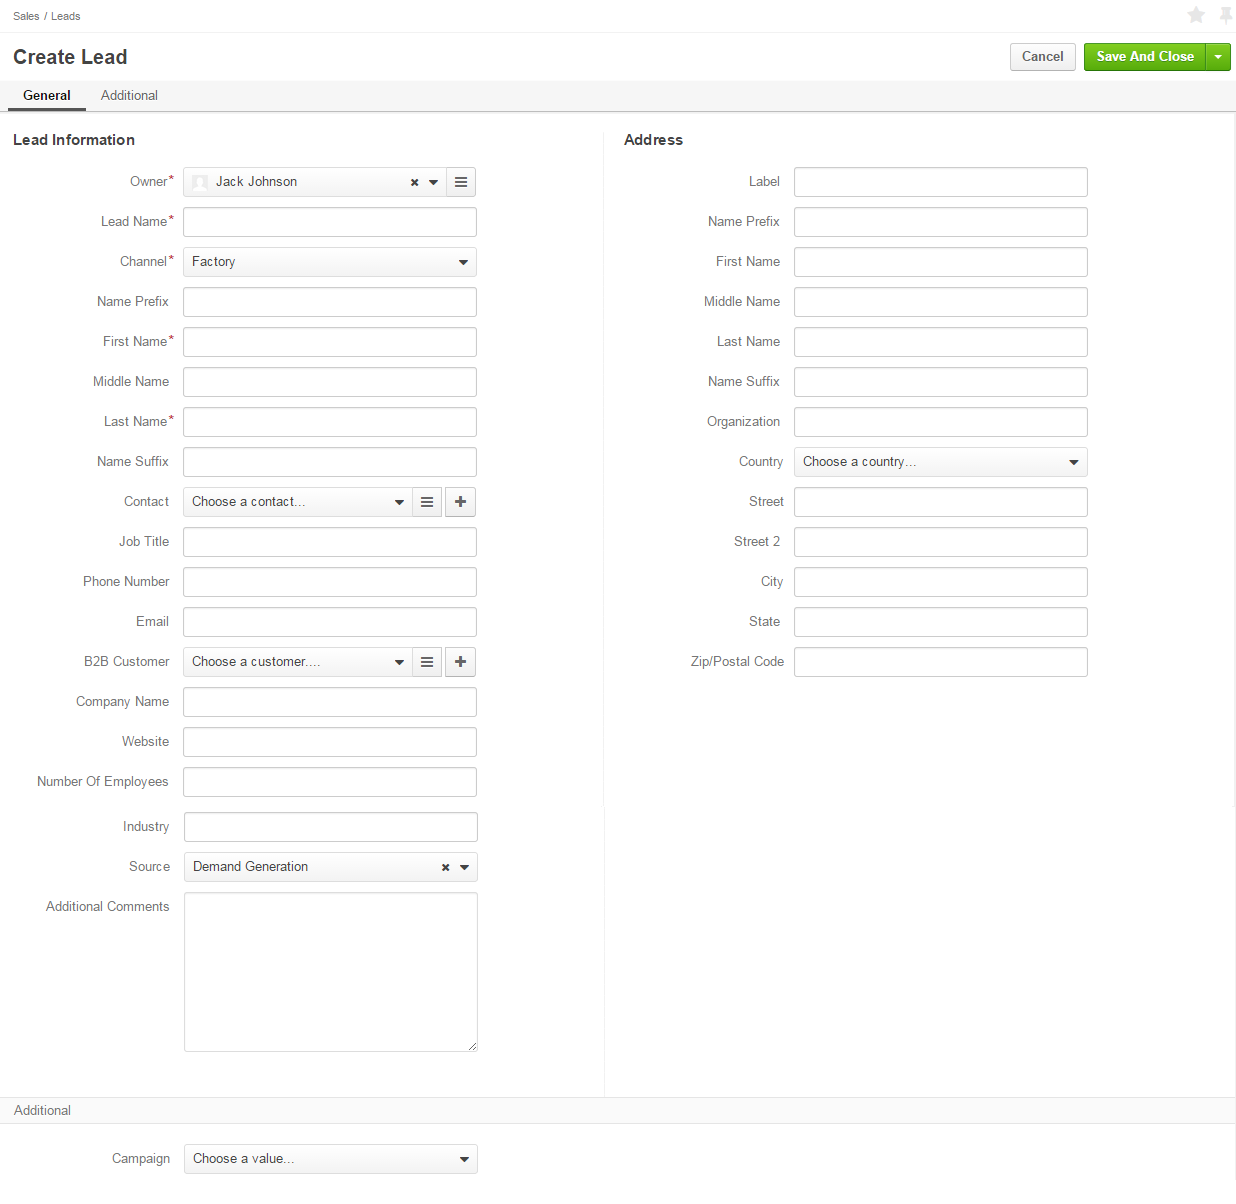 Sales / Leads
Create Lead
Cancel
Save And Close
General
Additional
Lead Information
Owner*
Jack Johnson
Lead Name*
Channel*
Factory
Name Prefix
First Name*
Middle Name
Last Name*
Name Suffix
Contact
Choose a contact...
Job Title
Phone Number
Email
B2B Customer
Choose a customer....
Company Name
Website
Number Of Employees
Industry
Source
Demand Generation
Additional Comments
Address
Label
Name Prefix
First Name
Middle Name
Last Name
Name Suffix
Organization
Country
Choose a country...
Street
Street 2
City
State
Zip/Postal Code
Additional
Campaign
Choose a value...